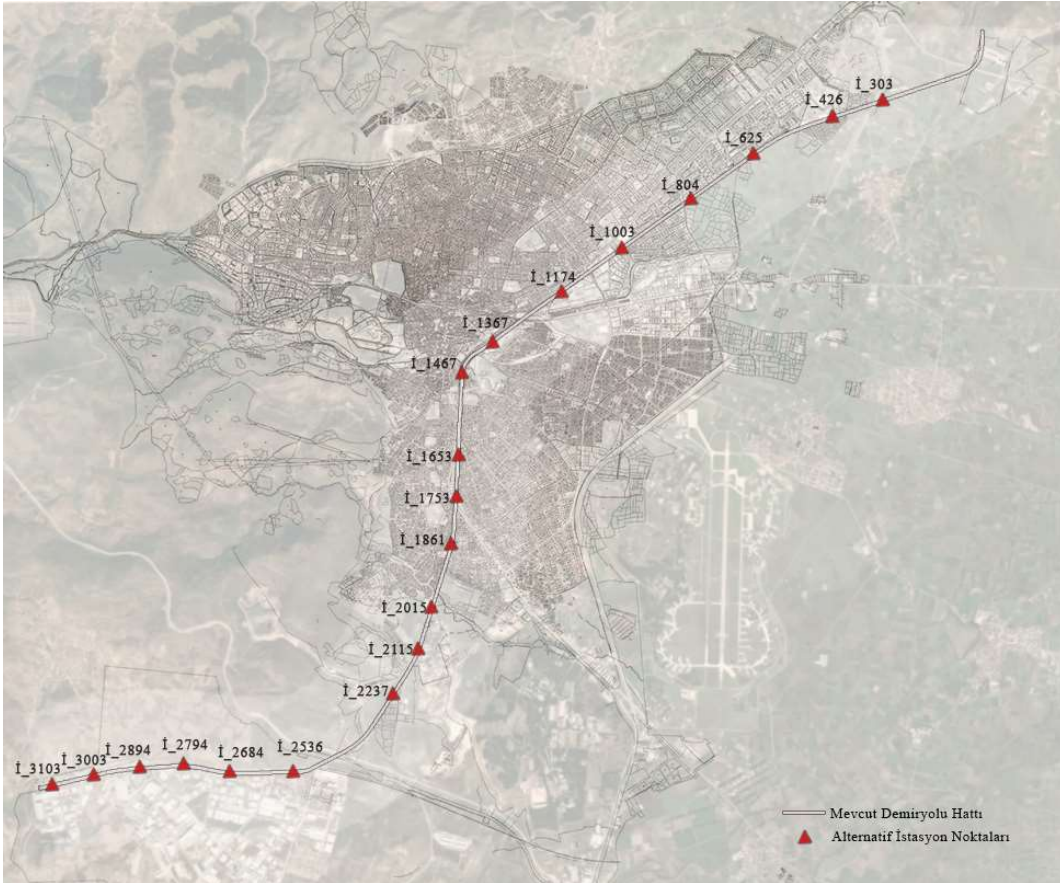 İ_303
İ_426
İ_625
İ_804
İ_1003
İ_1174
İ_1367
İ_1467
İ_1653
İ_1753
İ_1861
İ_2015
İ_2115
İ_2237
İ_2536
İ_2684
İ_2794
İ_2894
İ_3003
İ_3103
Mevcut Demiryolu Hattı
Alternatif İstasyon Noktaları